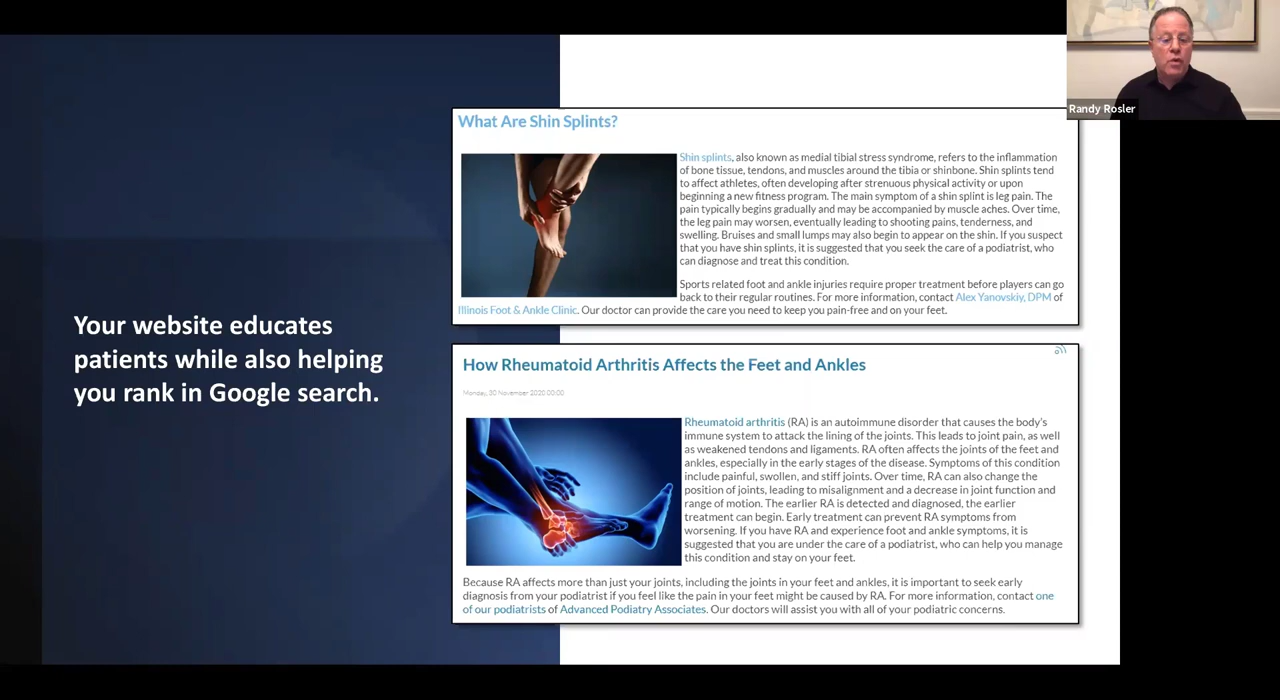 Randy Rosler
What Are Shin Splints?
Shin splints, also known as medial tibial stress syndrome, refers to the inflammation
of bone tissue, tendons, and muscles around the tibia or shinbone. Shin splints tend
to affect athletes, often developing after strenuous physical activity or upon
beginning a new fitness program. The main symptom of a shin splint is leg pain. The
pain typically begins gradually and may be accompanied by muscle aches. Over time,
the leg pain may worsen, eventually leading to shooting pains, tenderness, and
swelling. Bruises and small lumps may also begin to appear on the shin. If you suspect
that you have shin splints, it is suggested that you seek the care of a podiatrist, who
can diagnose and treat this condition.
Sports related foot and ankle injuries require proper treatment before players can go
back to their regular routines. For more information, contact Alex Yanovskiy, DPM of
Illinois Foot & Ankle Clinic. Our doctor can provide the care you need to keep you pain-free and on your feet.
Your website educates
patients while also helping
you rank in Google search.
How Rheumatoid Arthritis Affects the Feet and Ankles
Monday, 30 November 2020 00:00
Rheumatoid arthritis (RA) is an autoimmune disorder that causes the body's
immune system to attack the lining of the joints. This leads to joint pain, as well
as weakened tendons and ligaments. RA often affects the joints of the feet and
ankles, especially in the early stages of the disease. Symptoms of this condition
include painful, swollen, and stiff joints. Over time, RA can also change the
position of joints, leading to misalignment and a decrease in joint function and
range of motion. The earlier RA is detected and diagnosed, the earlier
treatment can begin. Early treatment can prevent RA symptoms from
worsening. If you have RA and experience foot and ankle symptoms, it is
suggested that you are under the care of a podiatrist, who can help you manage
this condition and stay on your feet.
Because RA affects more than just your joints, including the joints in your feet and ankles, it is important to seek early
diagnosis from your podiatrist if you feel like the pain in your feet might be caused by RA. For more information, contact one
of our podiatrists of Advanced Podiatry Associates. Our doctors will assist you with all of your podiatric concerns.